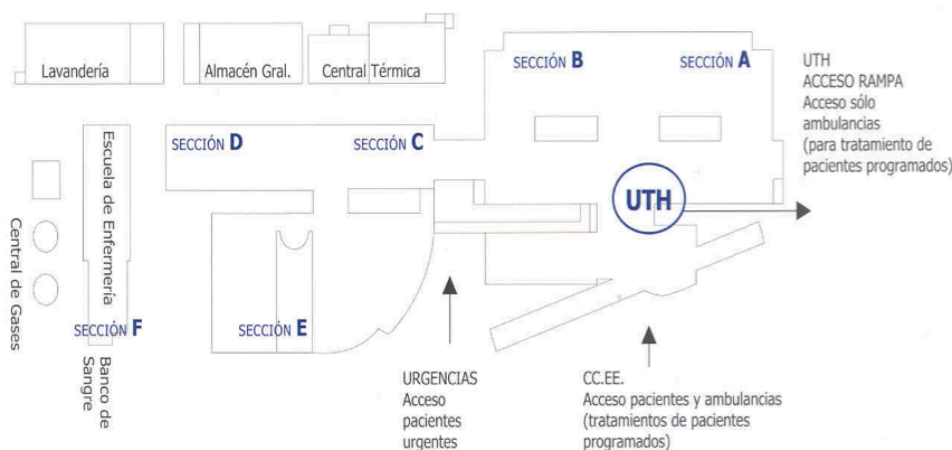 Lavandería
Almacén Gral.
Central Térmica
SECCIÓN B
SECCIÓN A
UTH
ACCESO RAMPA
Acceso sólo
ambulancias
(para tratamiento de
pacientes programados)
SECCIÓN D
SECCIÓN C
UTH
Escuela de Enfermería
Central de Gases
SECCIÓN F
SECCIÓN E
Banco de
Sangre
URGENCIAS
Acceso
pacientes
urgentes
CC.EE.
Acceso pacientes y ambulancias
(tratamientos de pacientes
programados)